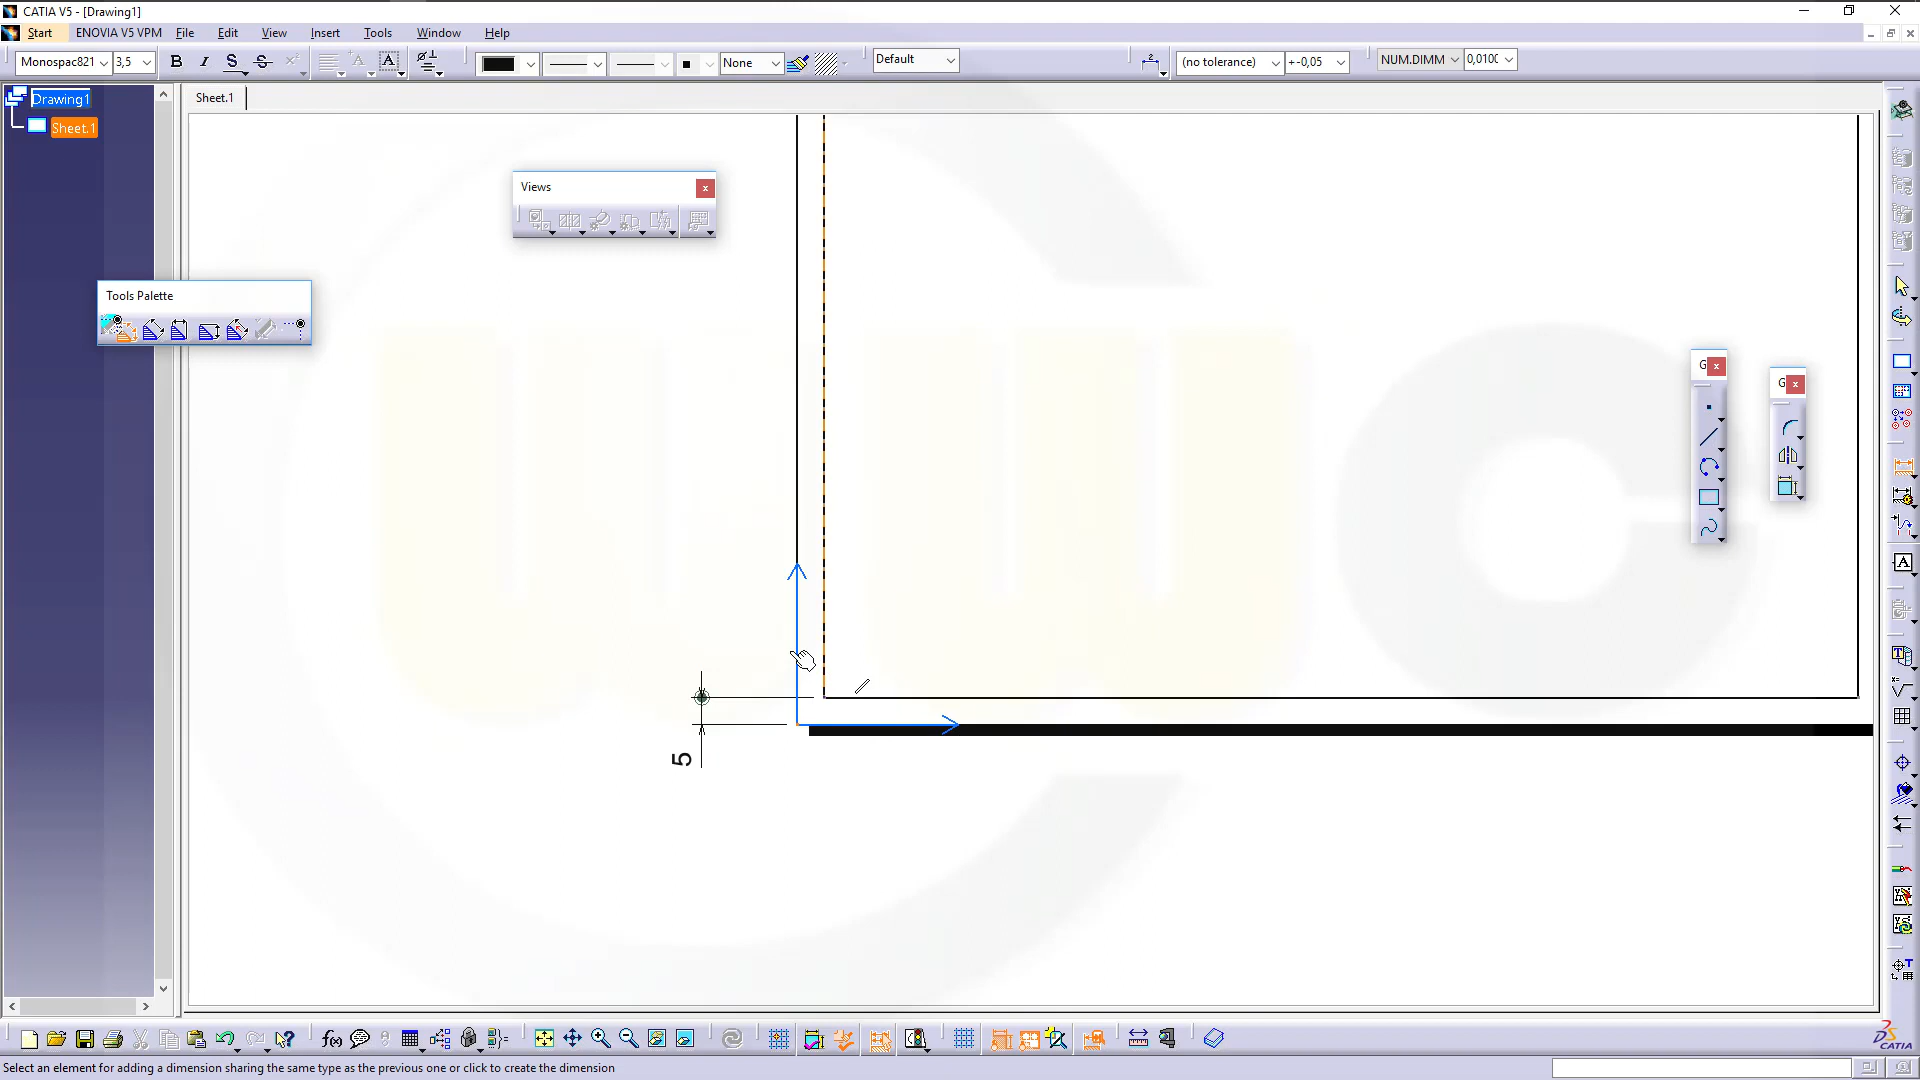 CATIA V5 - [Drawing1]
Start ENOVIA V5 VPM File Edit View Insert Tools Window Help
Monospac821 3,5 B I S S None Default (no tolerance) +-0,05 NUM.DIMM 0,010
Drawing1
Sheet.1
Sheet.1
Views
Tools Palette
G
G
5
CATIA
Select an element for adding a dimension sharing the same type as the previous one or click to create the dimension